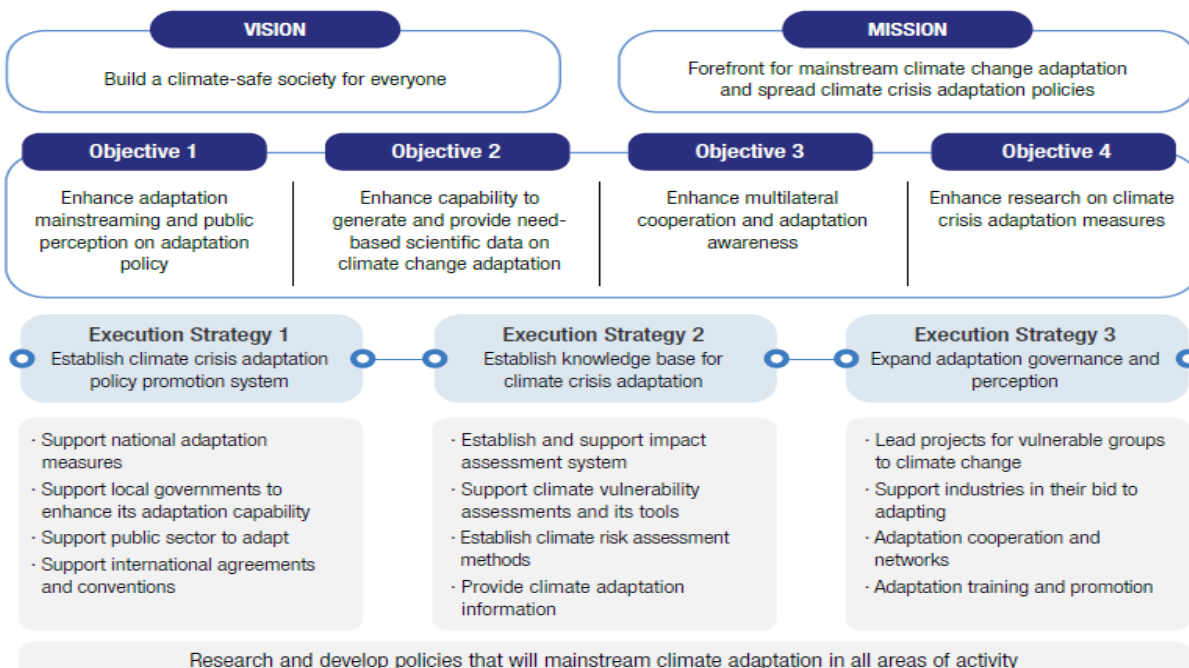 VISION
Build a climate-safe society for everyone
MISSION
Forefront for mainstream climate change adaptation
and spread climate crisis adaptation policies
Objective 1
Enhance adaptation
mainstreaming and public
perception on adaptation
policy
Objective 2
Enhance capability to
generate and provide need-
based scientific data on
climate change adaptation
Objective 3
Enhance multilateral
cooperation and adaptation
awareness
Objective 4
Enhance research on climate
crisis adaptation measures
Execution Strategy 1
Establish climate crisis adaptation
policy promotion system
· Support national adaptation
measures
· Support local governments to
enhance its adaptation capability
· Support public sector to adapt
· Support international agreements
and conventions
Execution Strategy 2
Establish knowledge base for
climate crisis adaptation
· Establish and support impact
assessment system
· Support climate vulnerability
assessments and its tools
· Establish climate risk assessment
methods
· Provide climate adaptation
information
Execution Strategy 3
Expand adaptation governance and
perception
· Lead projects for vulnerable groups
to climate change
· Support industries in their bid to
adapting
· Adaptation cooperation and
networks
· Adaptation training and promotion
Research and develop policies that will mainstream climate adaptation in all areas of activity